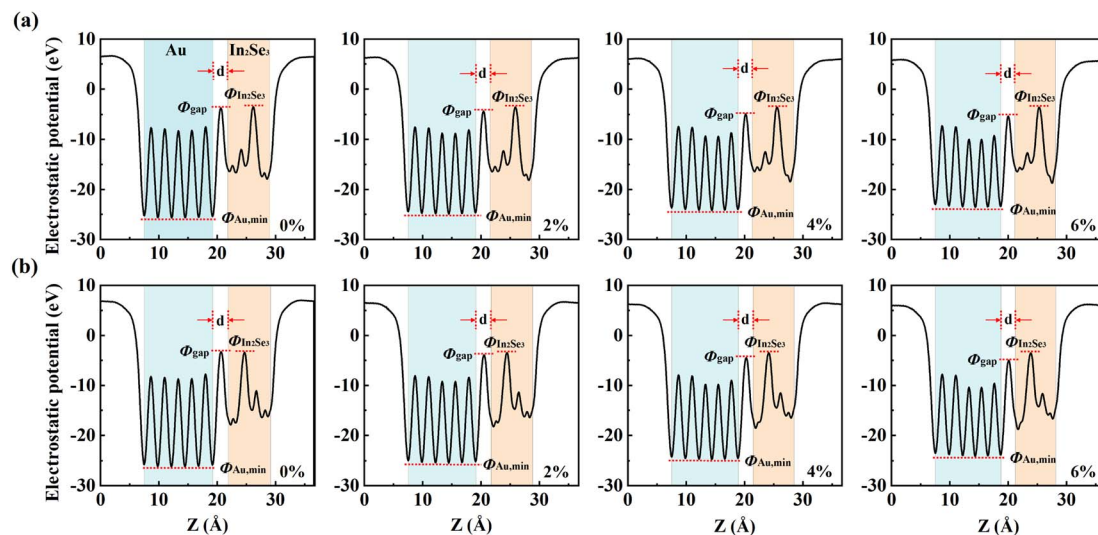 (a)
Electrostatic potential (eV)
10
0
-10
-20
-30
Au
In₂Se₃
d
Φgap
ΦIn₂Se₃
ΦAu,min
0%
0 10 20 30
10
0
-10
-20
-30
d
Φgap
ΦIn₂Se₃
ΦAu,min
2%
0 10 20 30
10
0
-10
-20
-30
d
Φgap
ΦIn₂Se₃
ΦAu,min
4%
0 10 20 30
10
0
-10
-20
-30
d
Φgap
ΦIn₂Se₃
ΦAu,min
6%
0 10 20 30
(b)
Electrostatic potential (eV)
10
0
-10
-20
-30
d
Φgap
ΦIn₂Se₃
ΦAu,min
0%
0 10 20 30
Z (Å)
10
0
-10
-20
-30
d
Φgap
ΦIn₂Se₃
ΦAu,min
2%
0 10 20 30
Z (Å)
10
0
-10
-20
-30
d
Φgap
ΦIn₂Se₃
ΦAu,min
4%
0 10 20 30
Z (Å)
10
0
-10
-20
-30
d
Φgap
ΦIn₂Se₃
ΦAu,min
6%
0 10 20 30
Z (Å)